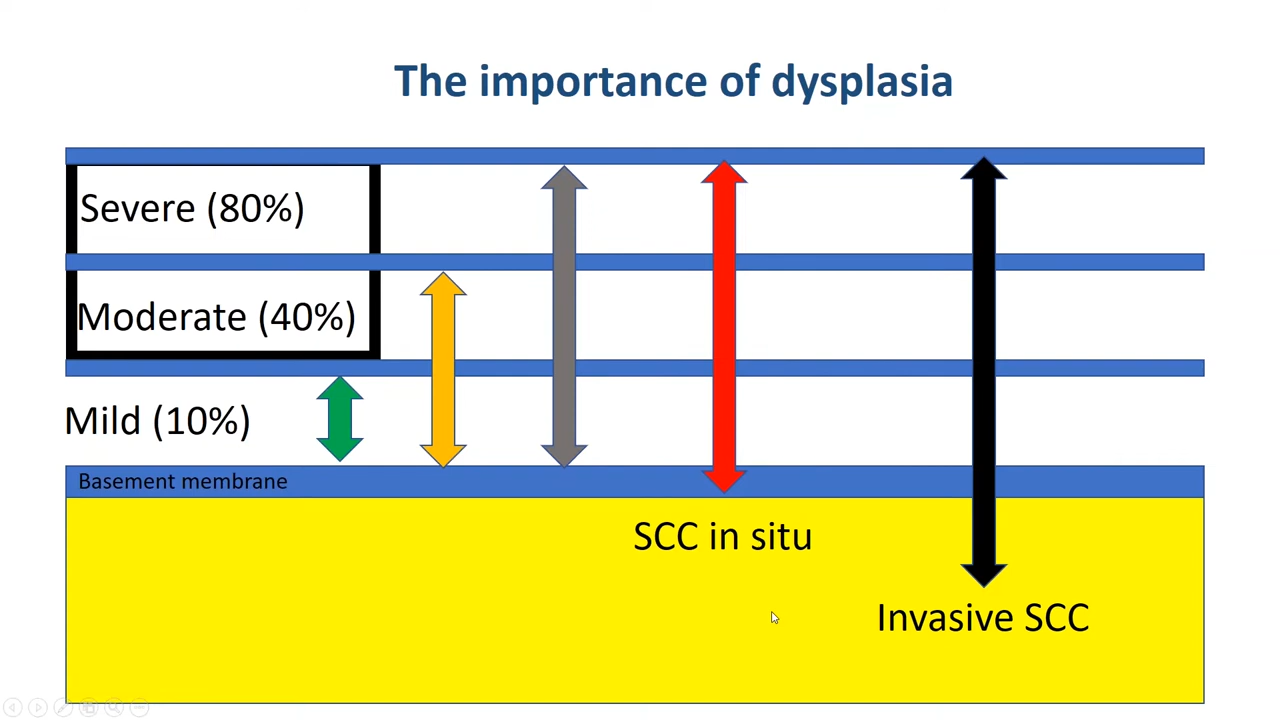 The importance of dysplasia
Severe (80%)
Moderate (40%)
Mild (10%)
Basement membrane
SCC in situ
Invasive SCC